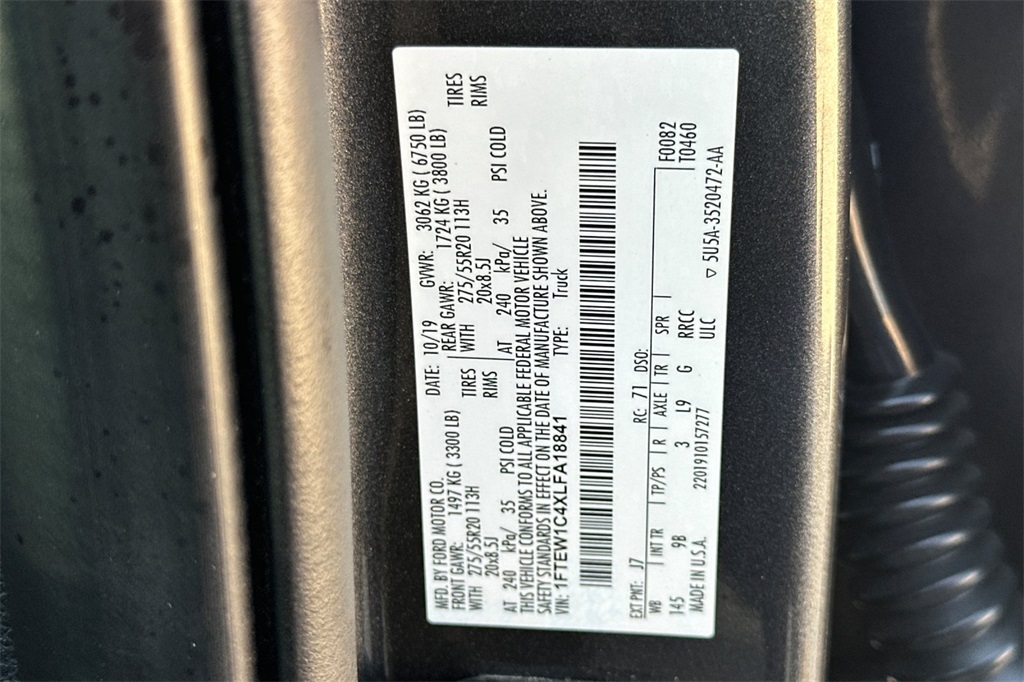 MFD. BY FORD MOTOR CO. DATE: 10/19 GVWR: 3062 KG ( 6750 LB)
FRONT GAWR: 1497 KG ( 3300 LB) REAR GAWR: 1724 KG ( 3800 LB)
WITH 275/55R20 113H TIRES WITH 275/55R20 113H TIRES
20x8.5J RIMS 20x8.5J RIMS
AT 240 kPa/ 35 PSI COLD AT 240 kPa/ 35 PSI COLD
THIS VEHICLE CONFORMS TO ALL APPLICABLE FEDERAL MOTOR VEHICLE
SAFETY STANDARDS IN EFFECT ON THE DATE OF MANUFACTURE SHOWN ABOVE.
VIN: 1FTEW1C4XLFA18841 TYPE: Truck
EXT PNT: J7 RC: 71 DSO: F0082
WB INT TR TP/PS R AXLE TR SPR T0460
145 9B 3 L9 G RRCC
MADE IN U.S.A. 2201910157277 ULC ▽ 5U5A-3520472-AA